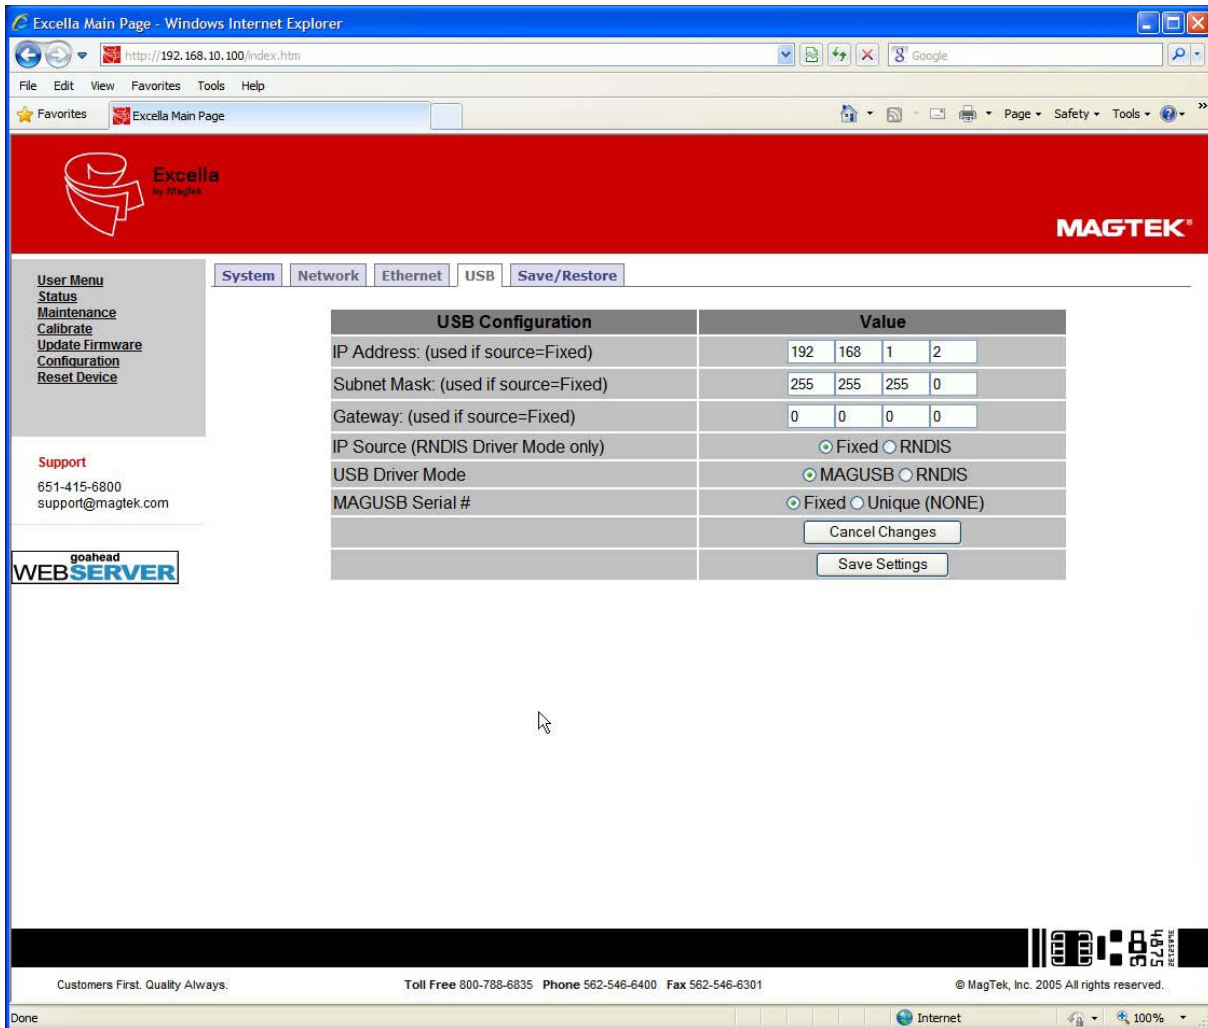 Excella Main Page - Windows Internet Explorer
http://192.168.10.100/index.htm
Google
File Edit View Favorites Tools Help
Favorites Excella Main Page Page Safety Tools
Excella
by Magtek
MAGTEK®
System Network Ethernet USB Save/Restore
User Menu
Status
Maintenance
Calibrate
Update Firmware
Configuration
Reset Device
Support
651-415-6800
support@magtek.com
goahead
WEBSERVER
USB Configuration Value
IP Address: (used if source=Fixed) 192 168 1 2
Subnet Mask: (used if source=Fixed) 255 255 255 0
Gateway: (used if source=Fixed) 0 0 0 0
IP Source (RNDIS Driver Mode only) Fixed RNDIS
USB Driver Mode MAGUSB RNDIS
MAGUSB Serial # Fixed Unique (NONE)
Cancel Changes
Save Settings
Customers First. Quality Always. Toll Free 800-788-6835 Phone 562-546-6400 Fax 562-546-6301 © MagTek, Inc. 2005 All rights reserved.
Done Internet 100%